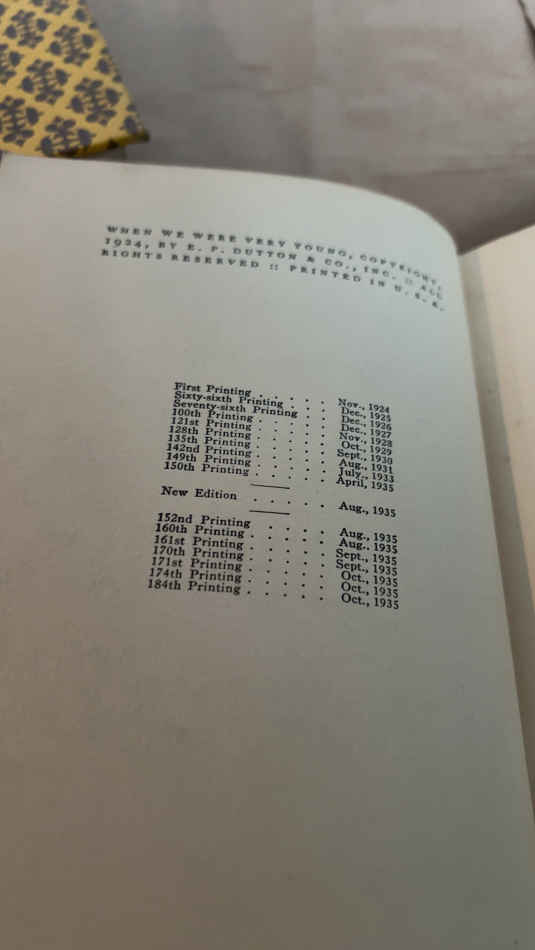 WHEN WE WERE VERY YOUNG, COPYRIGHT,
1924, BY E. P. DUTTON & CO., INC. :: ALL
RIGHTS RESERVED :: PRINTED IN U. S. A.
First Printing . . . . . Nov., 1924
Sixty-sixth Printing . . . Dec., 1925
Seventy-sixth Printing . . . Dec., 1926
100th Printing . . . . . Dec., 1927
121st Printing . . . . . Nov., 1928
128th Printing . . . . . Oct., 1929
135th Printing . . . . . Sept., 1930
142nd Printing . . . . . Aug., 1931
149th Printing . . . . . July., 1933
150th Printing . . . . . April, 1935
New Edition . . . . . Aug., 1935
152nd Printing . . . . Aug., 1935
160th Printing . . . . . Aug., 1935
161st Printing . . . . . Sept., 1935
170th Printing . . . . . Sept., 1935
171st Printing . . . . . Oct., 1935
174th Printing . . . . . Oct., 1935
184th Printing . . . . . Oct., 1935